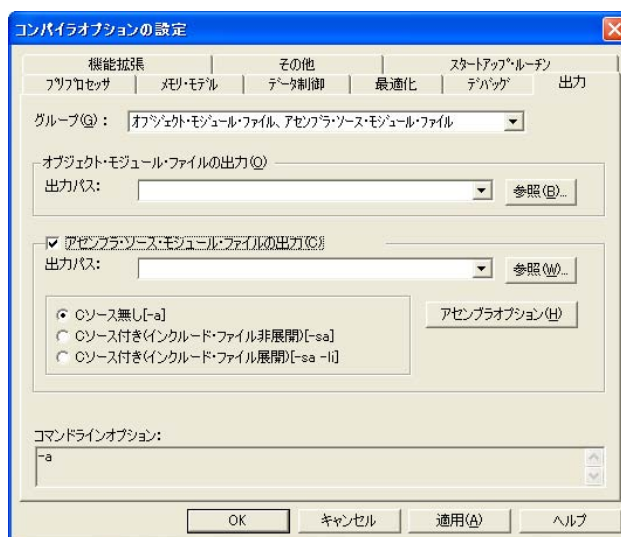 コンパイラオプションの設定
機能拡張 その他 スタートアップ・ルーチン
プリプロセッサ メモリ・モデル データ制御 最適化 デバッグ 出力
グループ(G)： オブジェクト・モジュール・ファイル、アセンブラ・ソース・モジュール・ファイル
オブジェクト・モジュール・ファイルの出力(O)
出力パス： 参照(B)...
アセンブラ・ソース・モジュール・ファイルの出力(C)
出力パス： 参照(W)...
Cソース無し[-a] アセンブラオプション(H)
Cソース付き(インクルード・ファイル非展開)[-sa]
Cソース付き(インクルード・ファイル展開)[-sa -li]
コマンドラインオプション：
-a
OK キャンセル 適用(A) ヘルプ